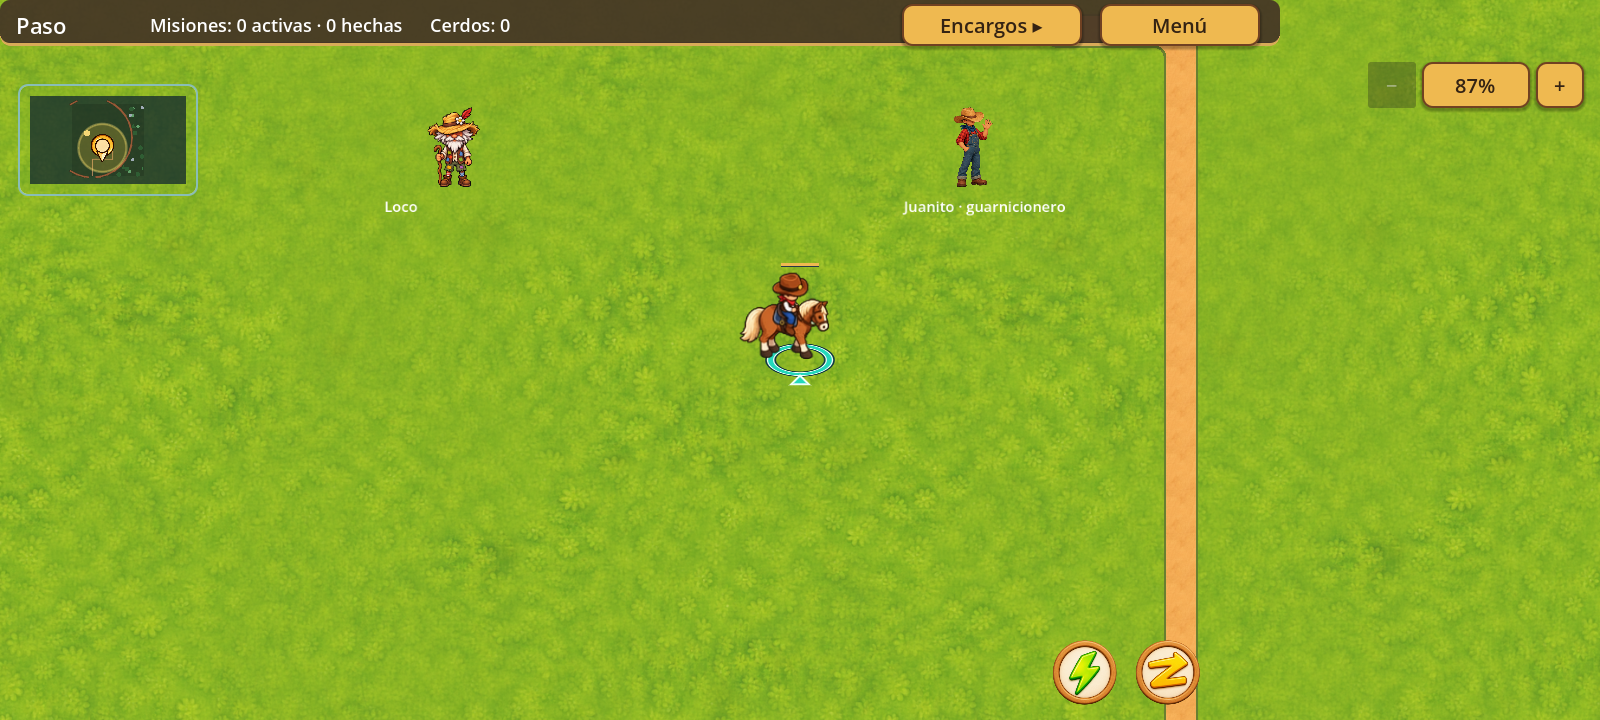 Paso
Misiones: 0 activas · 0 hechas
Cerdos: 0
Encargos ▸
Menú
− 87% +
Loco
Juanito · guarnicionero